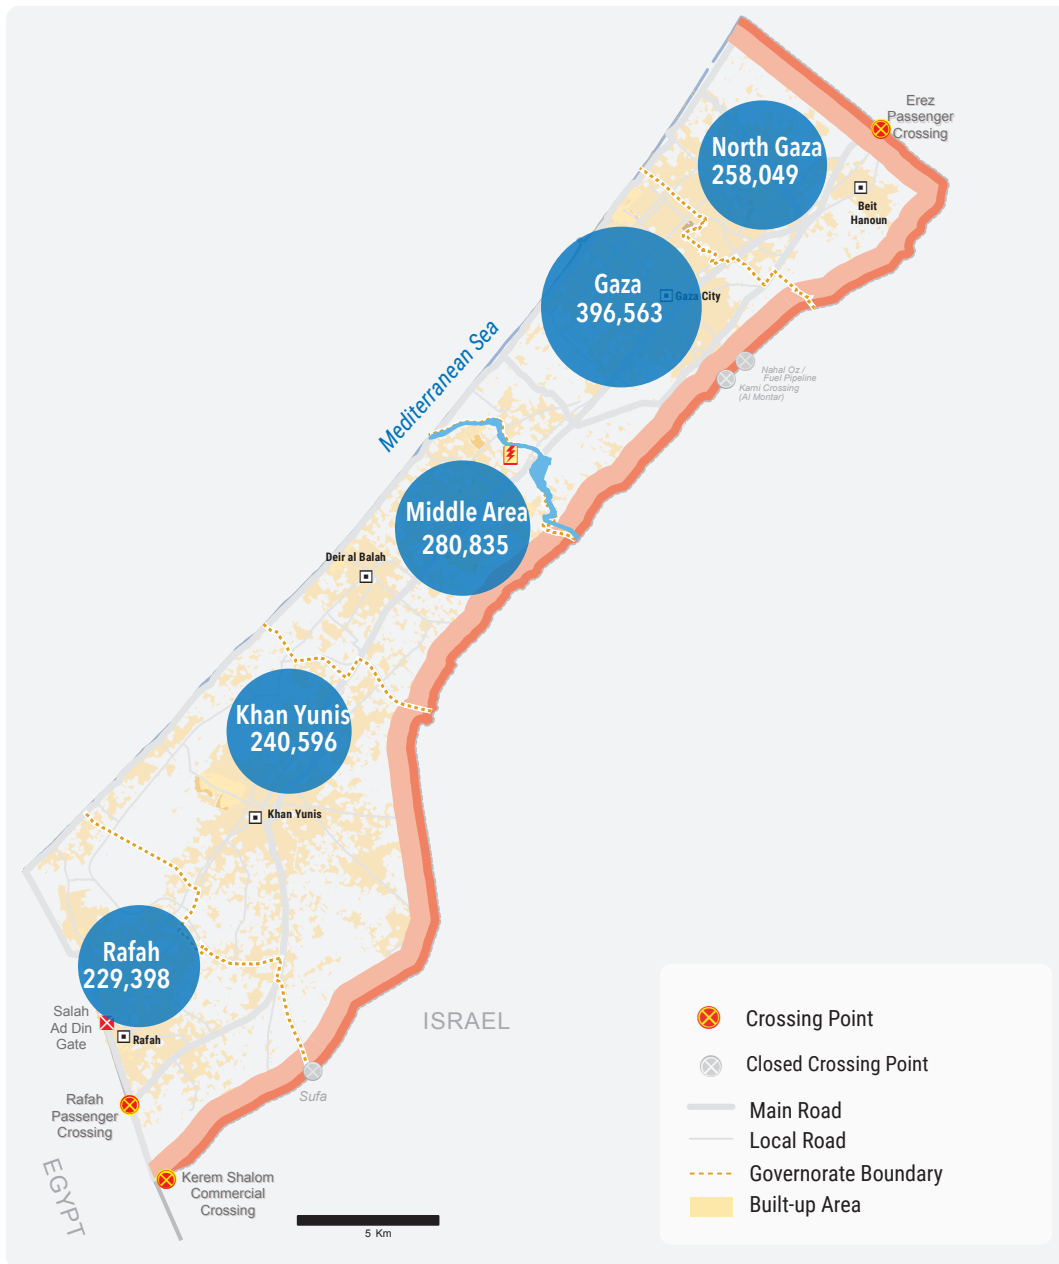 Erez
Passenger
Crossing
North Gaza
258,049
Beit
Hanoun
Gaza
396,563
Gaza City
Mediterranean Sea
Nahal Oz /
Fuel Pipeline
Karni Crossing
(Al Montar)
Middle Area
280,835
Deir al Balah
Khan Yunis
240,596
Khan Yunis
Rafah
229,398
Salah
Ad Din
Gate
Rafah
ISRAEL
Sufa
Rafah
Passenger
Crossing
EGYPT
Kerem Shalom
Commercial
Crossing
5 Km
Crossing Point
Closed Crossing Point
Main Road
Local Road
Governorate Boundary
Built-up Area